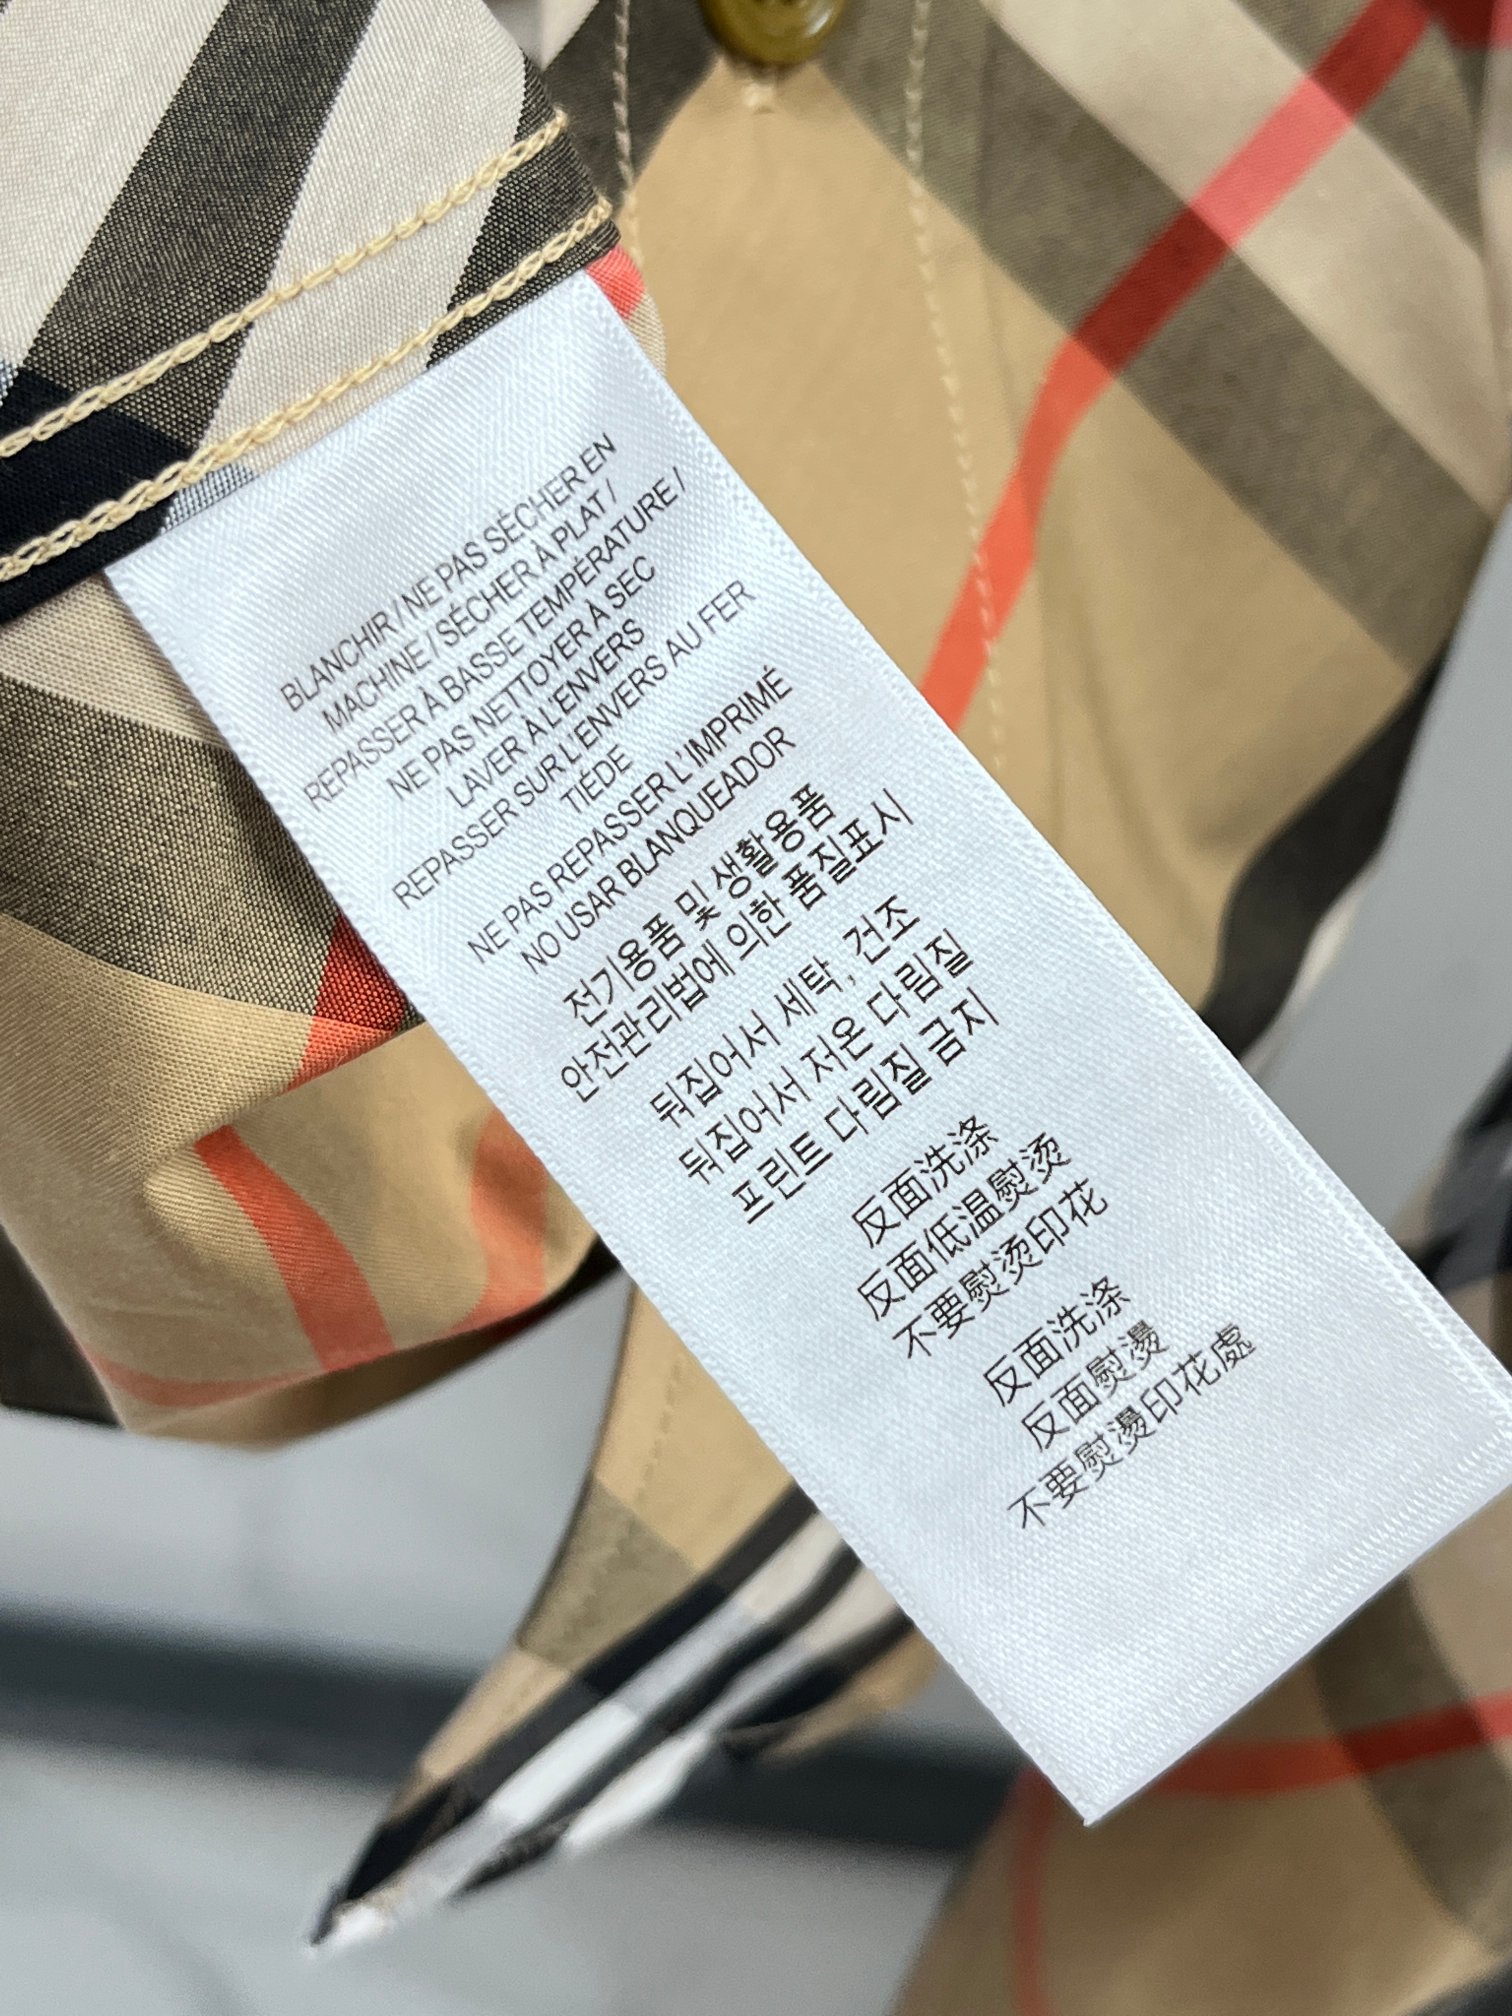 BLANCHIR / NE PAS SÉCHER EN
MACHINE / SÉCHER À PLAT /
REPASSER À BASSE TEMPÉRATURE /
NE PAS NETTOYER À SEC
LAVER À L'ENVERS
REPASSER SUR L'ENVERS AU FER
TIÉDE
NE PAS REPASSER L'IMPRIMÉ
NO USAR BLANQUEADOR
전기용품 및 생활용품
안전관리법에 의한 품질표시
뒤집어서 세탁, 건조
뒤집어서 저온 다림질
프린트 다림질 금지
反面洗涤
反面低温熨烫
不要熨烫印花
反面洗涤
反面熨燙
不要熨燙印花處